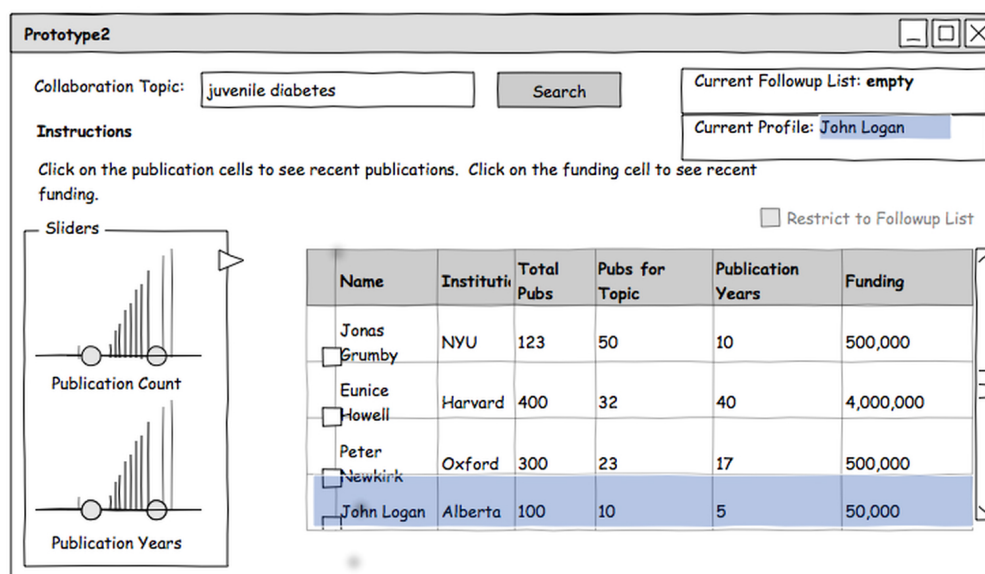 Prototype2
Collaboration Topic: juvenile diabetes Search
Current Followup List: empty
Current Profile: John Logan
Instructions
Click on the publication cells to see recent publications. Click on the funding cell to see recent
funding.
Restrict to Followup List
Sliders
Publication Count
Publication Years
Name Instituti Total Pubs Pubs for Topic Publication Years Funding
Jonas Grumby NYU 123 50 10 500,000
Eunice Howell Harvard 400 32 40 4,000,000
Peter Newkirk Oxford 300 23 17 500,000
John Logan Alberta 100 10 5 50,000